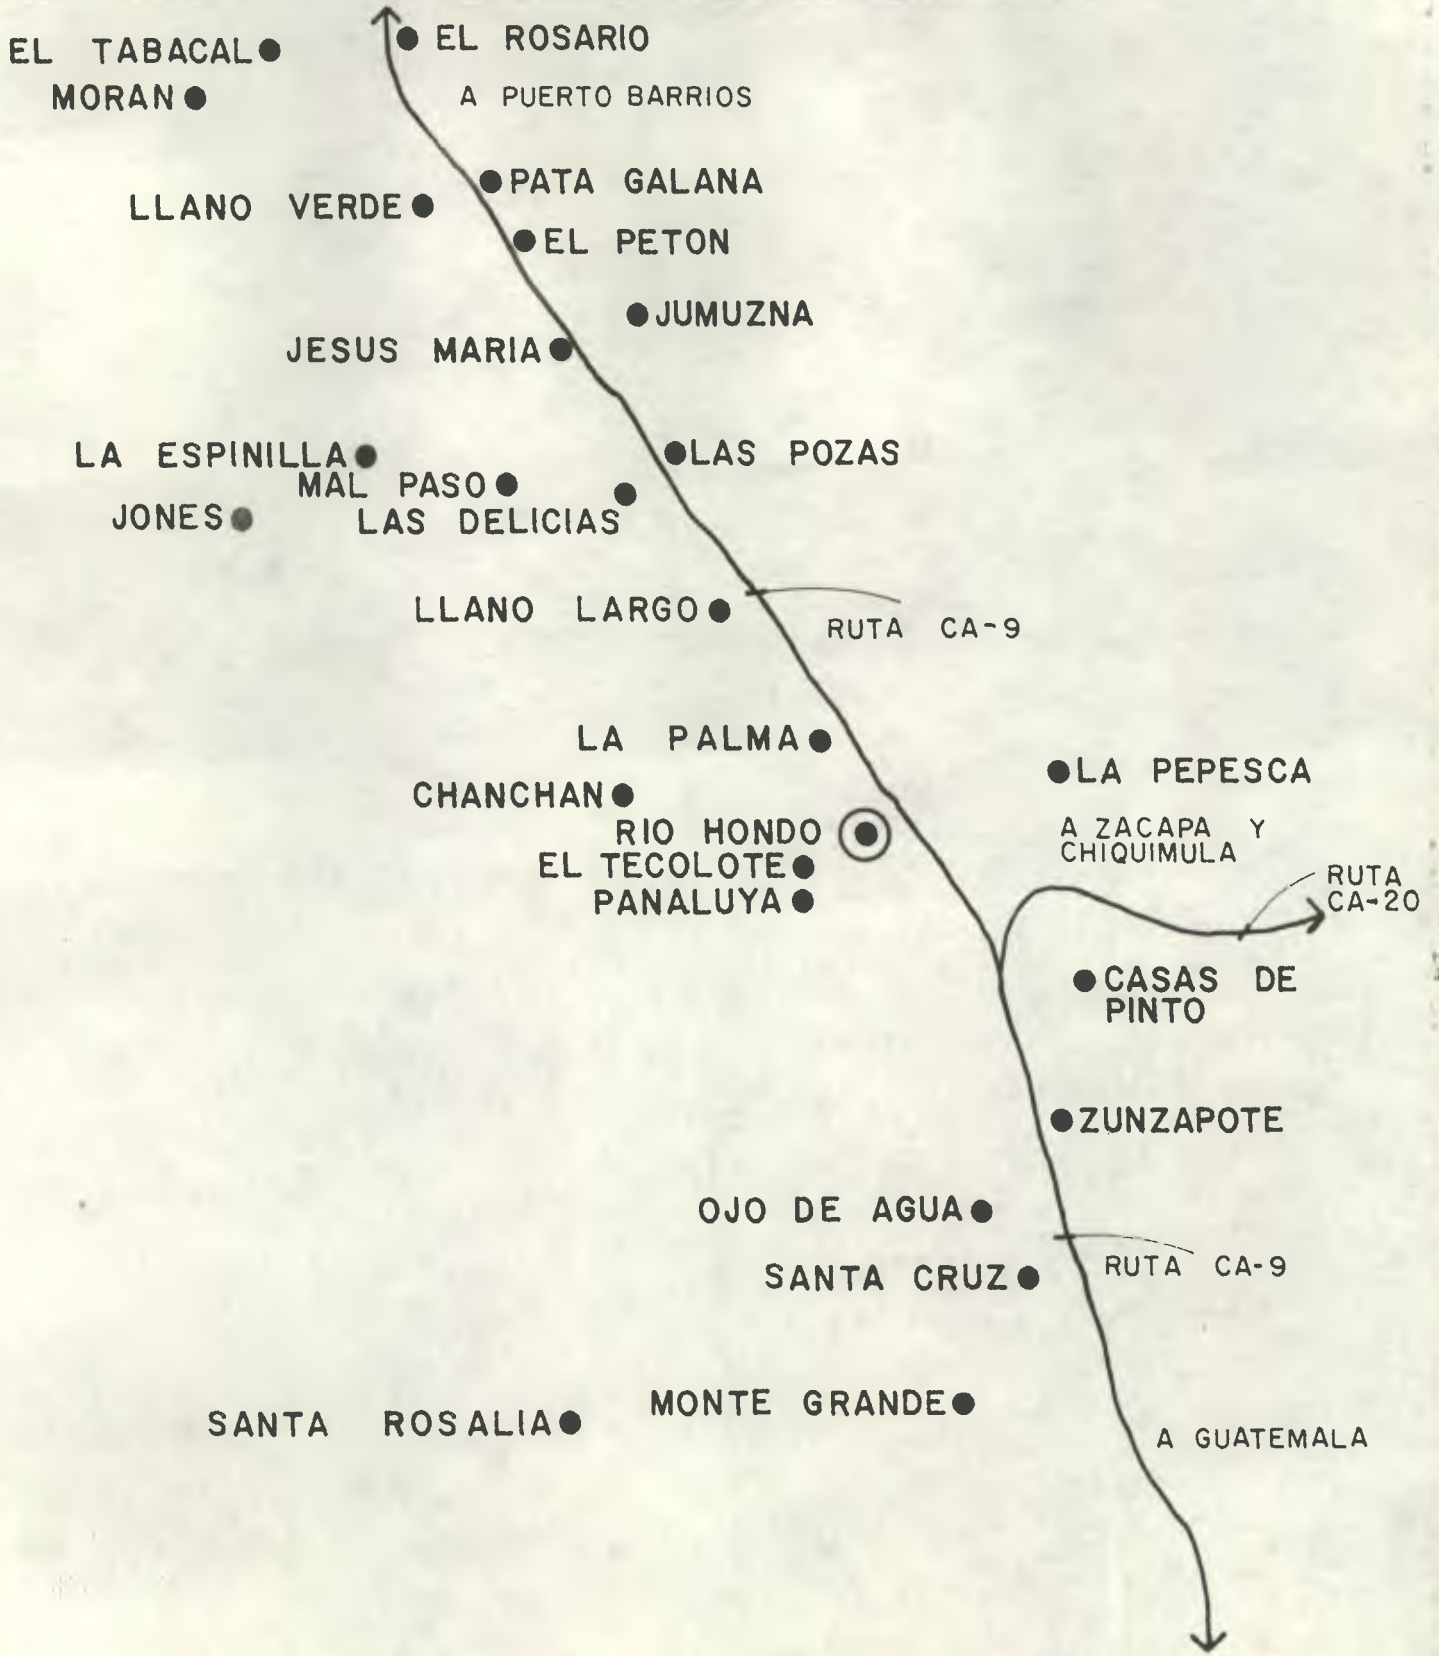 EL ROSARIO
EL TABACAL
MORAN
A PUERTO BARRIOS
PATA GALANA
LLANO VERDE
EL PETON
JUMUZNA
JESUS MARIA
LAS POZAS
LA ESPINILLA
MAL PASO
JONES
LAS DELICIAS
LLANO LARGO
RUTA CA-9
LA PALMA
LA PEPESCA
CHANCHAN
RIO HONDO
A ZACAPA Y
CHIQUIMULA
EL TECOLOTE
PANALUYA
RUTA
CA-20
CASAS DE
PINTO
ZUNZAPOTE
OJO DE AGUA
RUTA CA-9
SANTA CRUZ
MONTE GRANDE
SANTA ROSALIA
A GUATEMALA